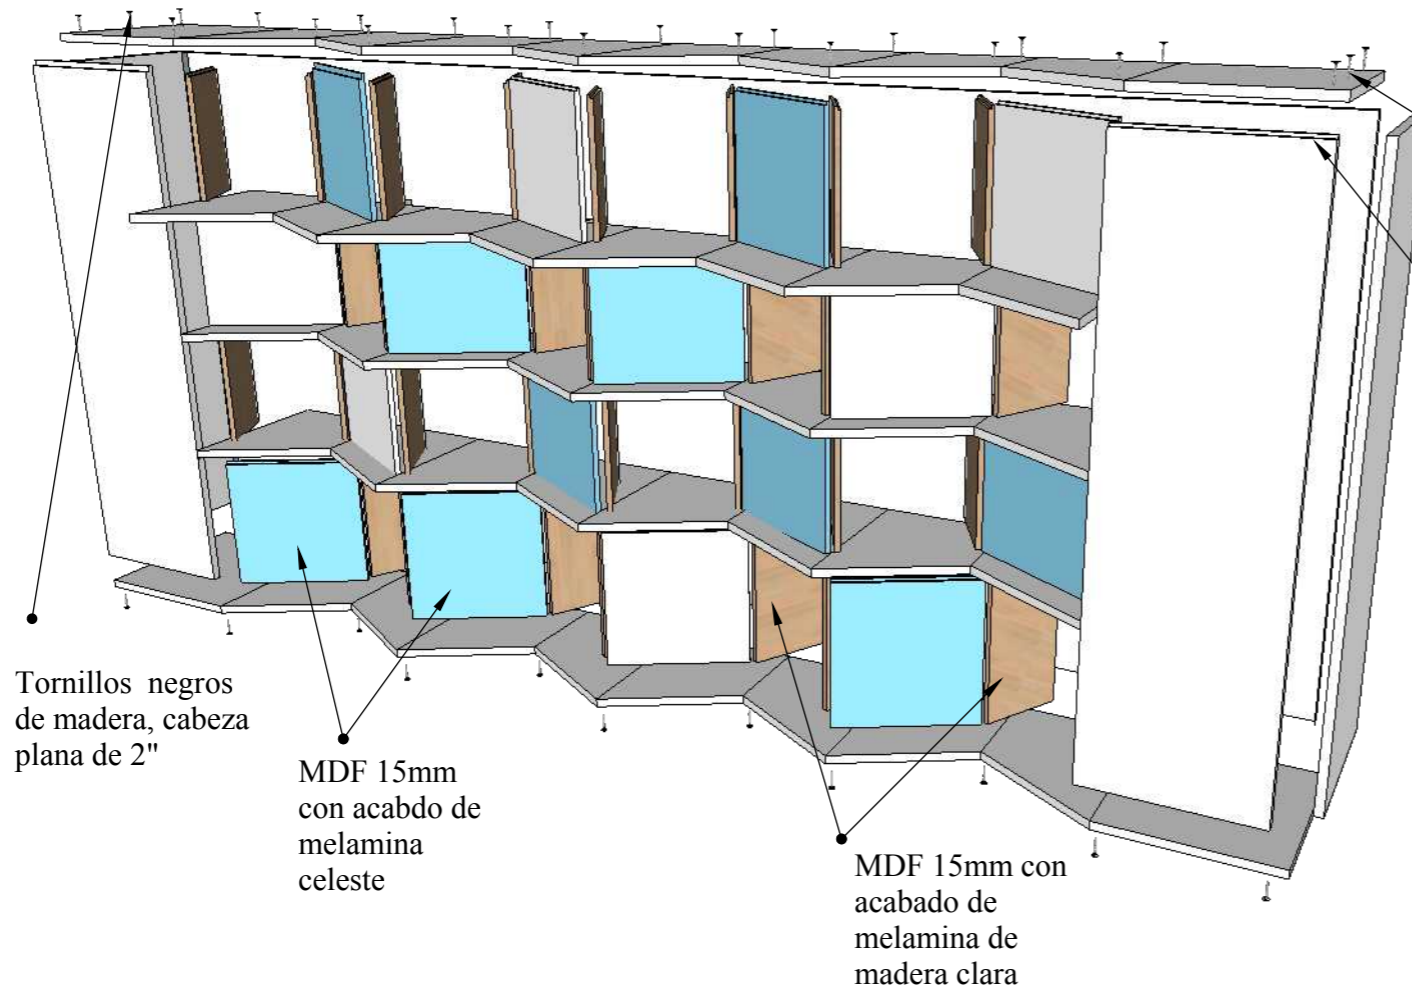 Tornillos negros
de madera, cabeza
plana de 2"
MDF 15mm
con acabdo de
melamina
celeste
MDF 15mm con
acabado de
melamina de
madera clara